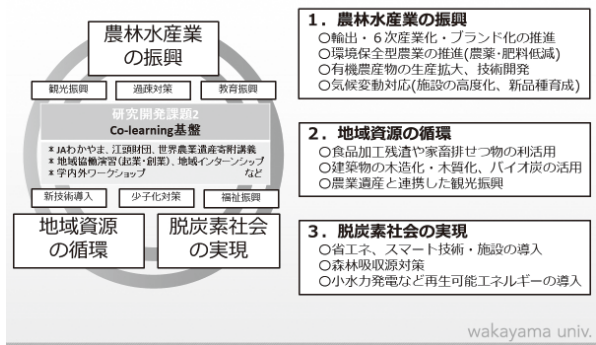 農林水産業
の振興
観光振興
過疎対策
教育振興
研究開発課題2
Co-learning基盤
* JAわかやま、江頭財団、世界農業遺産寄附講義
* 地域協働演習(起業・創業)、地域インターンシップ
* 学内外ワークショップ など
新技術導入
少子化対策
福祉振興
地域資源
の循環
脱炭素社会
の実現
1．農林水産業の振興
○輸出・６次産業化・ブランド化の推進
○環境保全型農業の推進(農薬･肥料低減)
○有機農産物の生産拡大、技術開発
○気候変動対応(施設の高度化、新品種育成)
2．地域資源の循環
○食品加工残渣や家畜排せつ物の利活用
○建築物の木造化・木質化、バイオ炭の活用
○農業遺産と連携した観光振興
3．脱炭素社会の実現
○省エネ、スマート技術・施設の導入
○森林吸収源対策
○小水力発電など再生可能エネルギーの導入
wakayama univ.